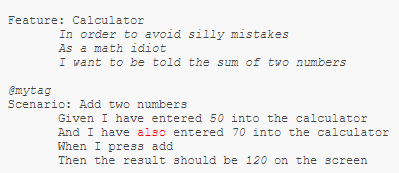 Feature: Calculator
In order to avoid silly mistakes
As a math idiot
I want to be told the sum of two numbers
@mytag
Scenario: Add two numbers
Given I have entered 50 into the calculator
And I have also entered 70 into the calculator
When I press add
Then the result should be 120 on the screen